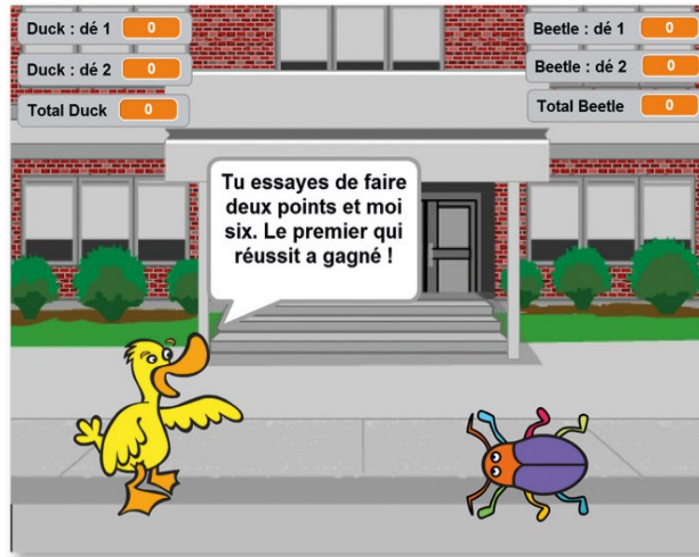 Duck : dé 1 0
Duck : dé 2 0
Total Duck 0
Beetle : dé 1 0
Beetle : dé 2 0
Total Beetle 0
Tu essayes de faire
deux points et moi
six. Le premier qui
réussit a gagné !